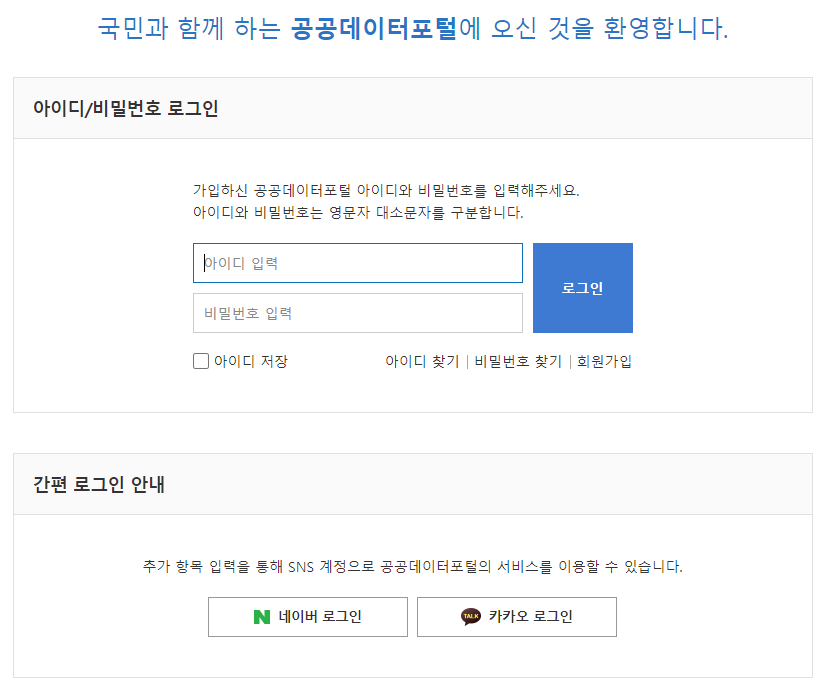 국민과 함께 하는 공공데이터포털에 오신 것을 환영합니다.
아이디/비밀번호 로그인
가입하신 공공데이터포털 아이디와 비밀번호를 입력해주세요.
아이디와 비밀번호는 영문자 대소문자를 구분합니다.
아이디 입력
비밀번호 입력
로그인
아이디 저장
아이디 찾기 | 비밀번호 찾기 | 회원가입
간편 로그인 안내
추가 항목 입력을 통해 SNS 계정으로 공공데이터포털의 서비스를 이용할 수 있습니다.
N 네이버 로그인
TALK 카카오 로그인